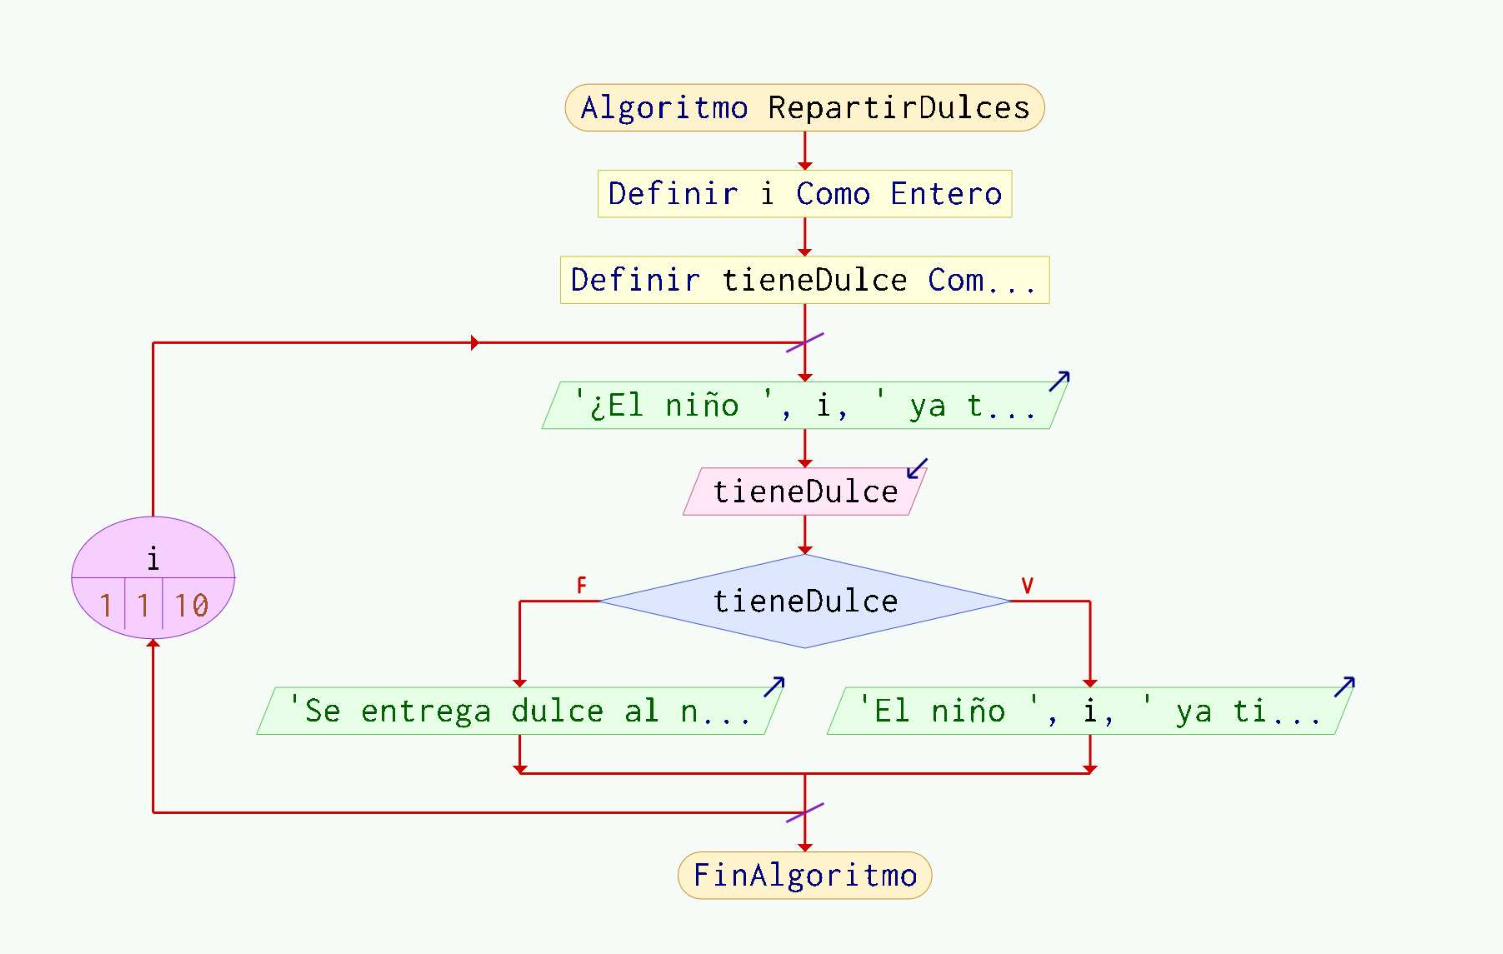 Algoritmo RepartirDulces
Definir i Como Entero
Definir tieneDulce Com...
'¿El niño ', i, ' ya t...
tieneDulce
F
tieneDulce
V
i
1 1 10
'Se entrega dulce al n...
'El niño ', i, ' ya ti...
FinAlgoritmo